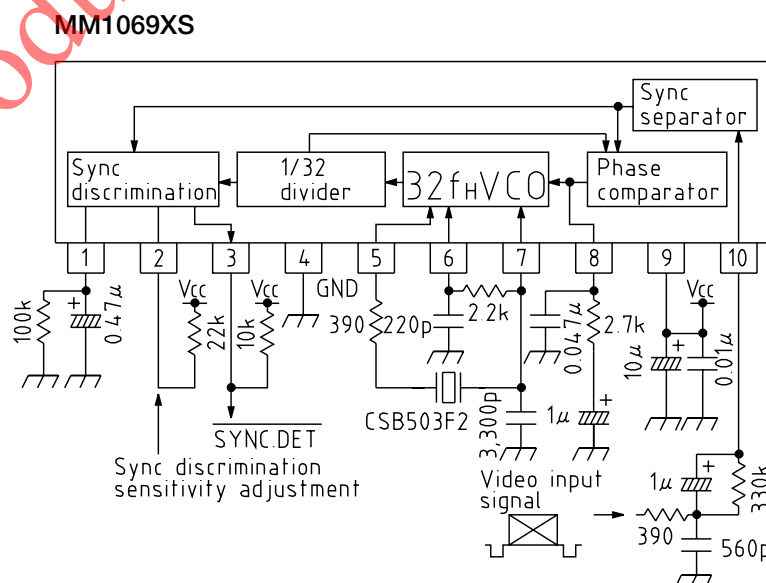 MM1069XS
Sync
separator
Sync
discrimination
1/32
divider
32fHVCO
Phase
comparator
1
2
3
4
5
6
7
8
9
10
GND
100k
+
0.47μ
Vcc
22k
10k
Vcc
390
220p
2.2k
CSB503F2
3,300p
0.047μ
2.7k
1μ
+
10μ
+
Vcc
0.01μ
SYNC.DET
Sync discrimination
sensitivity adjustment
Video input
signal
1μ
+
330k
390
560p